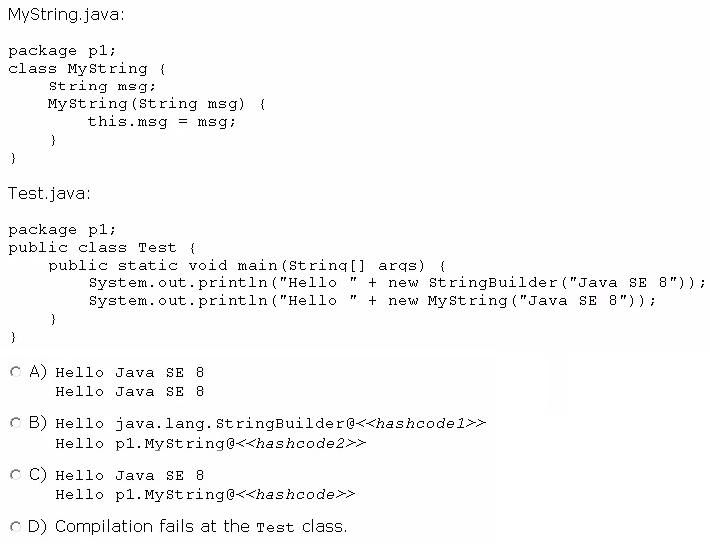 MyString.java:
package p1;
class MyString {
String msg;
MyString(String msg) {
this.msg = msg;
}
}
Test.java:
package p1;
public class Test {
public static void main(String[] args) {
System.out.println("Hello " + new StringBuilder("Java SE 8"));
System.out.println("Hello " + new MyString("Java SE 8"));
}
}
A) Hello Java SE 8
Hello Java SE 8
B) Hello java.lang.StringBuilder@<<hashcode1>>
Hello p1.MyString@<<hashcode2>>
C) Hello Java SE 8
Hello p1.MyString@<<hashcode>>
D) Compilation fails at the Test class.